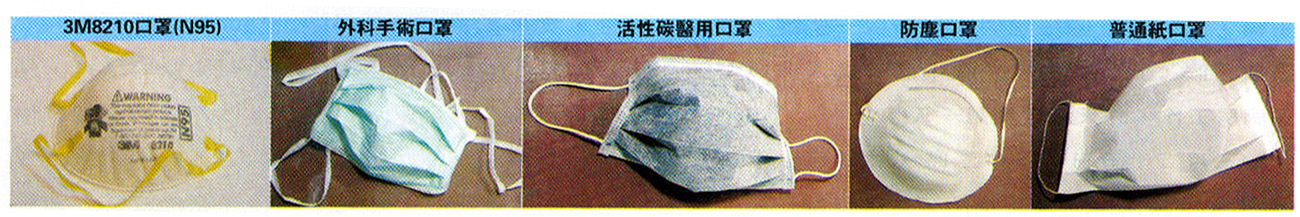 3M8210口罩(N95)
外科手術口罩
活性碳醫用口罩
防塵口罩
普通紙口罩
WARNING
N95
3M 8210